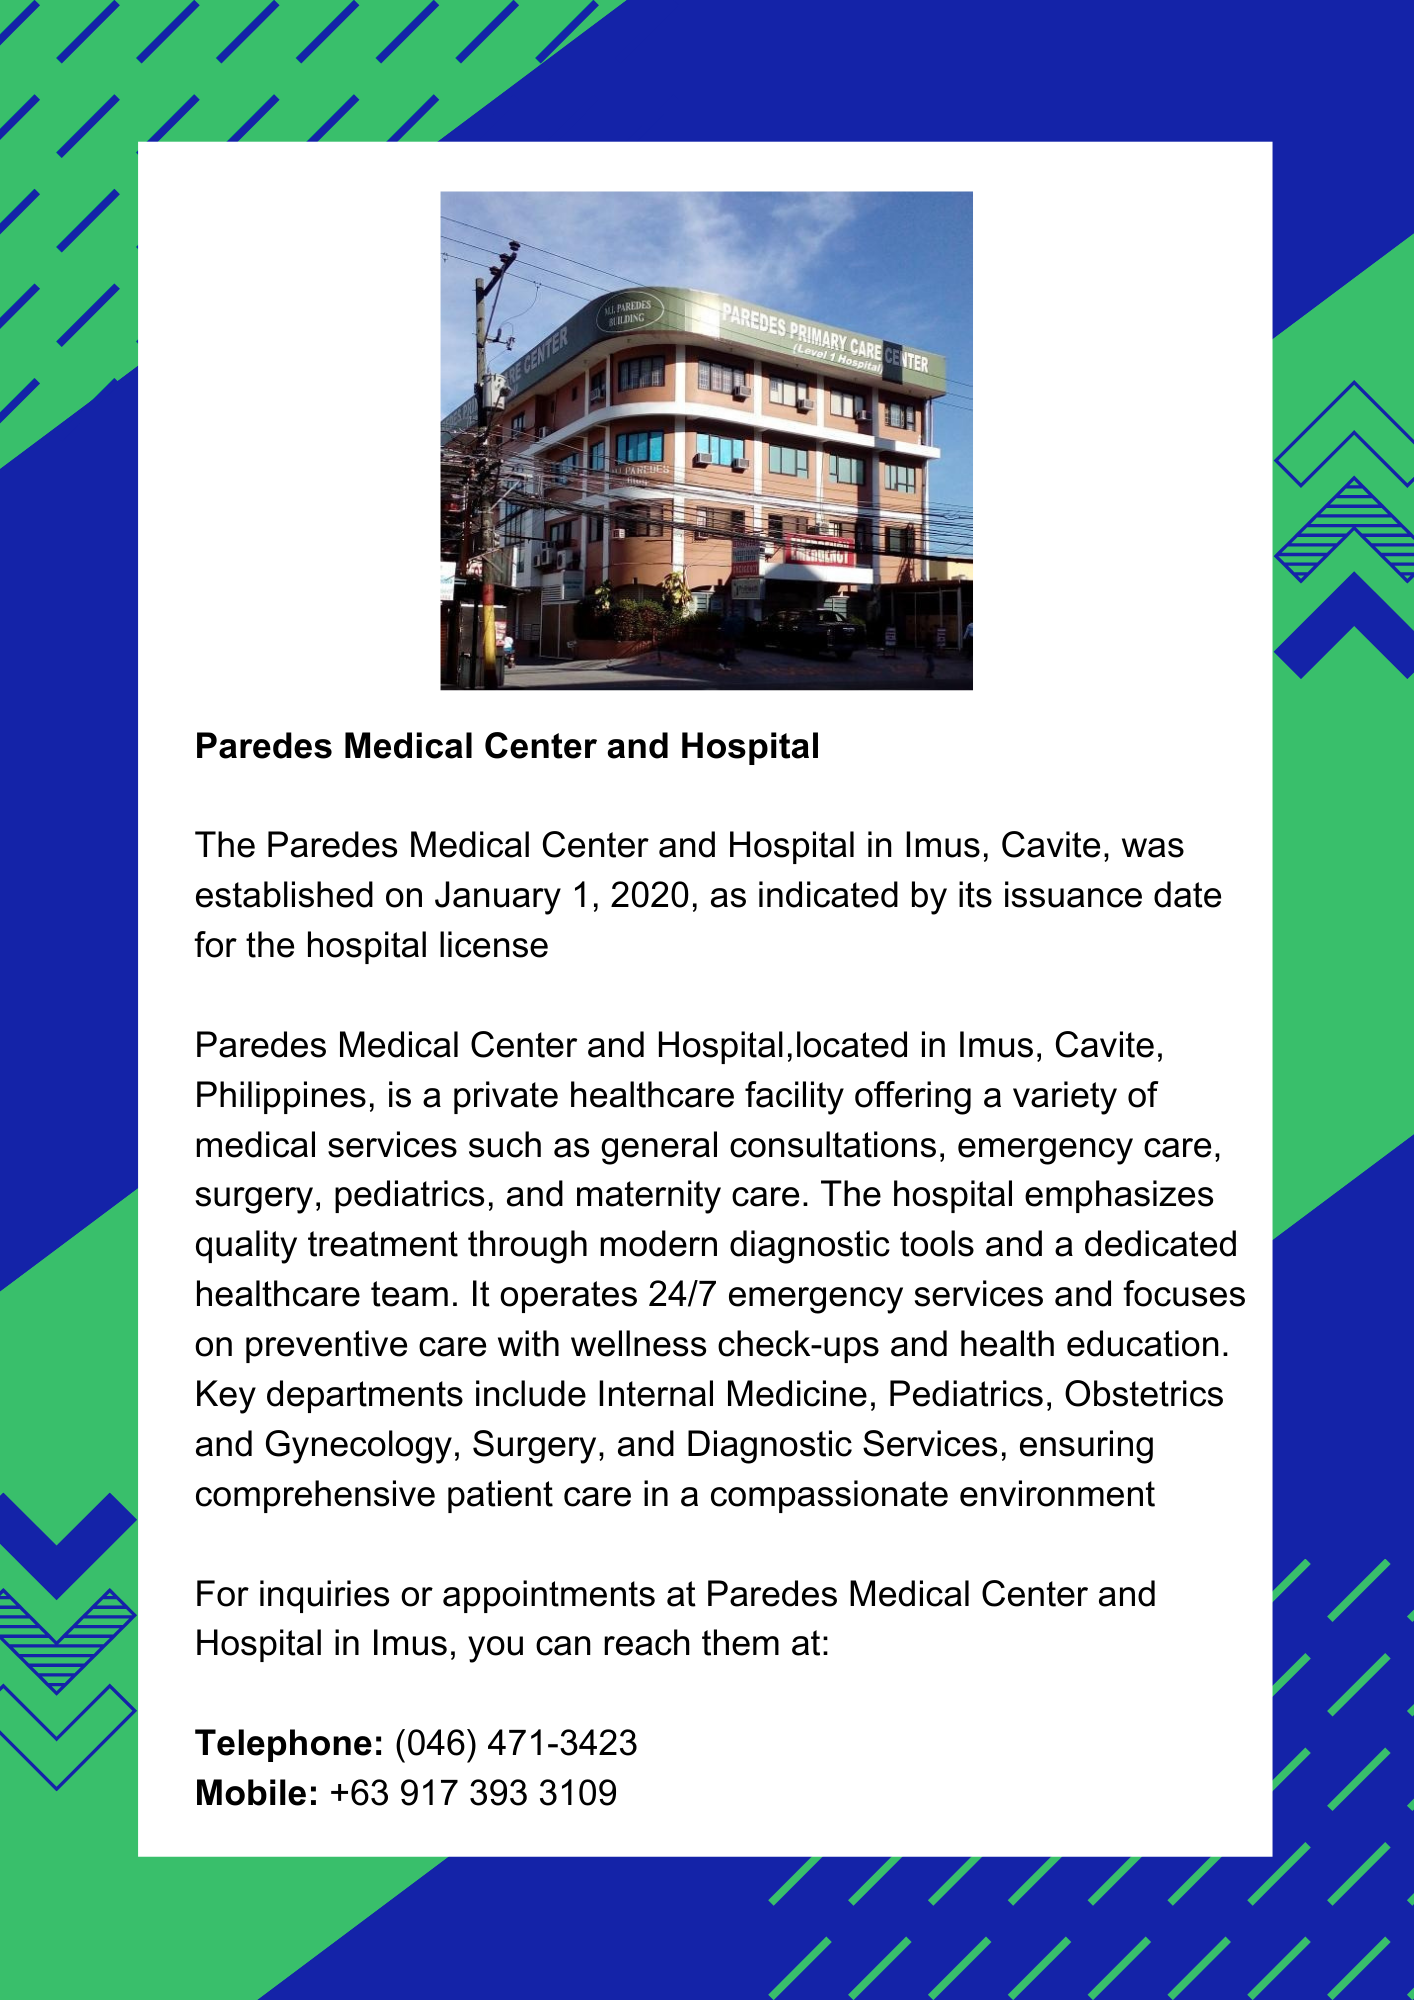 M.L. PAREDES
BUILDING
PAREDES PRIMARY CARE CENTER
(Level 1 Hospital)
CARE CENTER
PAREDES
EMERGENCY
EMERGENCY
Paredes Medical Center and Hospital
The Paredes Medical Center and Hospital in Imus, Cavite, was
established on January 1, 2020, as indicated by its issuance date
for the hospital license
Paredes Medical Center and Hospital,located in Imus, Cavite,
Philippines, is a private healthcare facility offering a variety of
medical services such as general consultations, emergency care,
surgery, pediatrics, and maternity care. The hospital emphasizes
quality treatment through modern diagnostic tools and a dedicated
healthcare team. It operates 24/7 emergency services and focuses
on preventive care with wellness check-ups and health education.
Key departments include Internal Medicine, Pediatrics, Obstetrics
and Gynecology, Surgery, and Diagnostic Services, ensuring
comprehensive patient care in a compassionate environment
For inquiries or appointments at Paredes Medical Center and
Hospital in Imus, you can reach them at:
Telephone: (046) 471-3423
Mobile: +63 917 393 3109